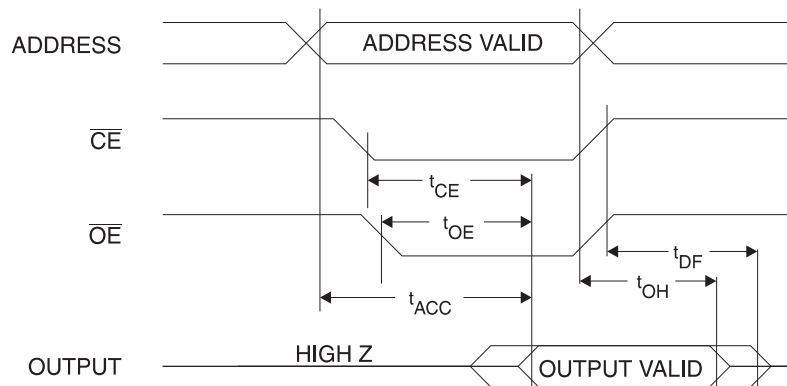 ADDRESS
ADDRESS VALID
CE
tCE
OE
tOE
tDF
tOH
tACC
HIGH Z
OUTPUT
OUTPUT VALID